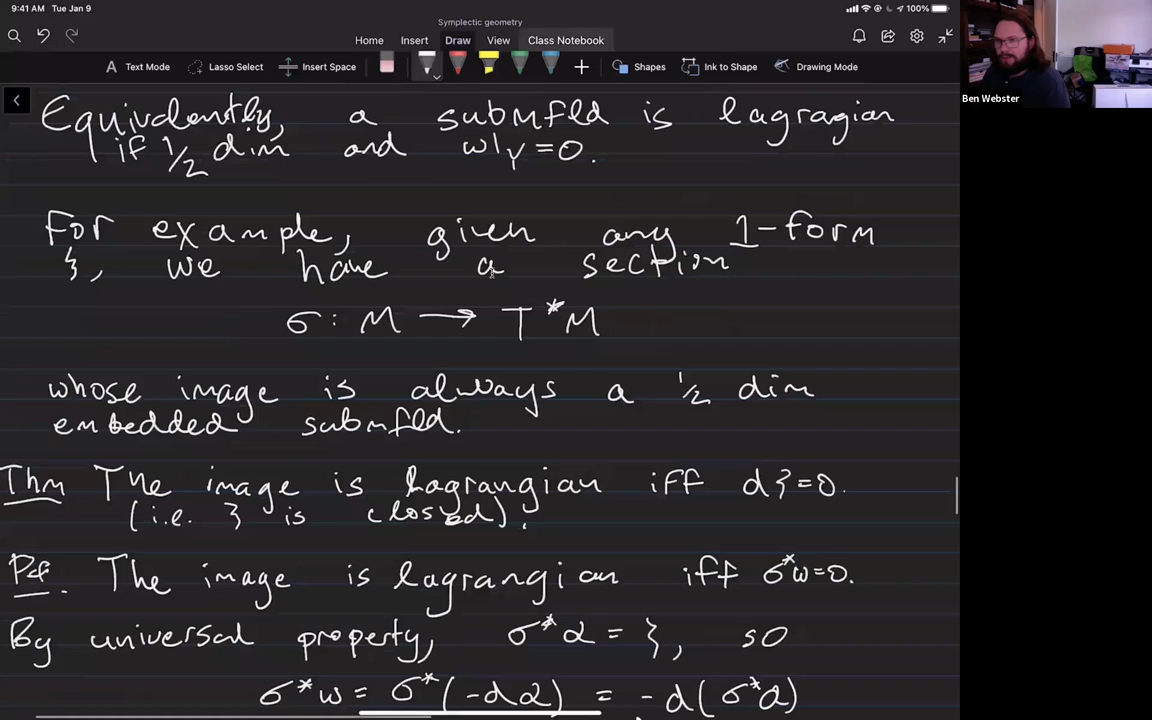 9:41 AM Tue Jan 9
100%
Symplectic geometry
Home Insert Draw View Class Notebook
Text Mode Lasso Select Insert Space Shapes Ink to Shape Drawing Mode
Ben Webster
Equivalently, a submfld is lagragian
if 1/2 dim and ω|Y=0.
For example, given any 1-form
ξ, we have a section
σ: M → T*M
whose image is always a 1/2 dim
embedded submfld.
Thm The image is lagrangian iff dξ=0.
(i.e. ξ is closed).
Pf. The image is lagrangian iff σ*ω=0.
By universal property, σ*α = ξ, so
σ*ω = σ*(-dα) = -d(σ*α)